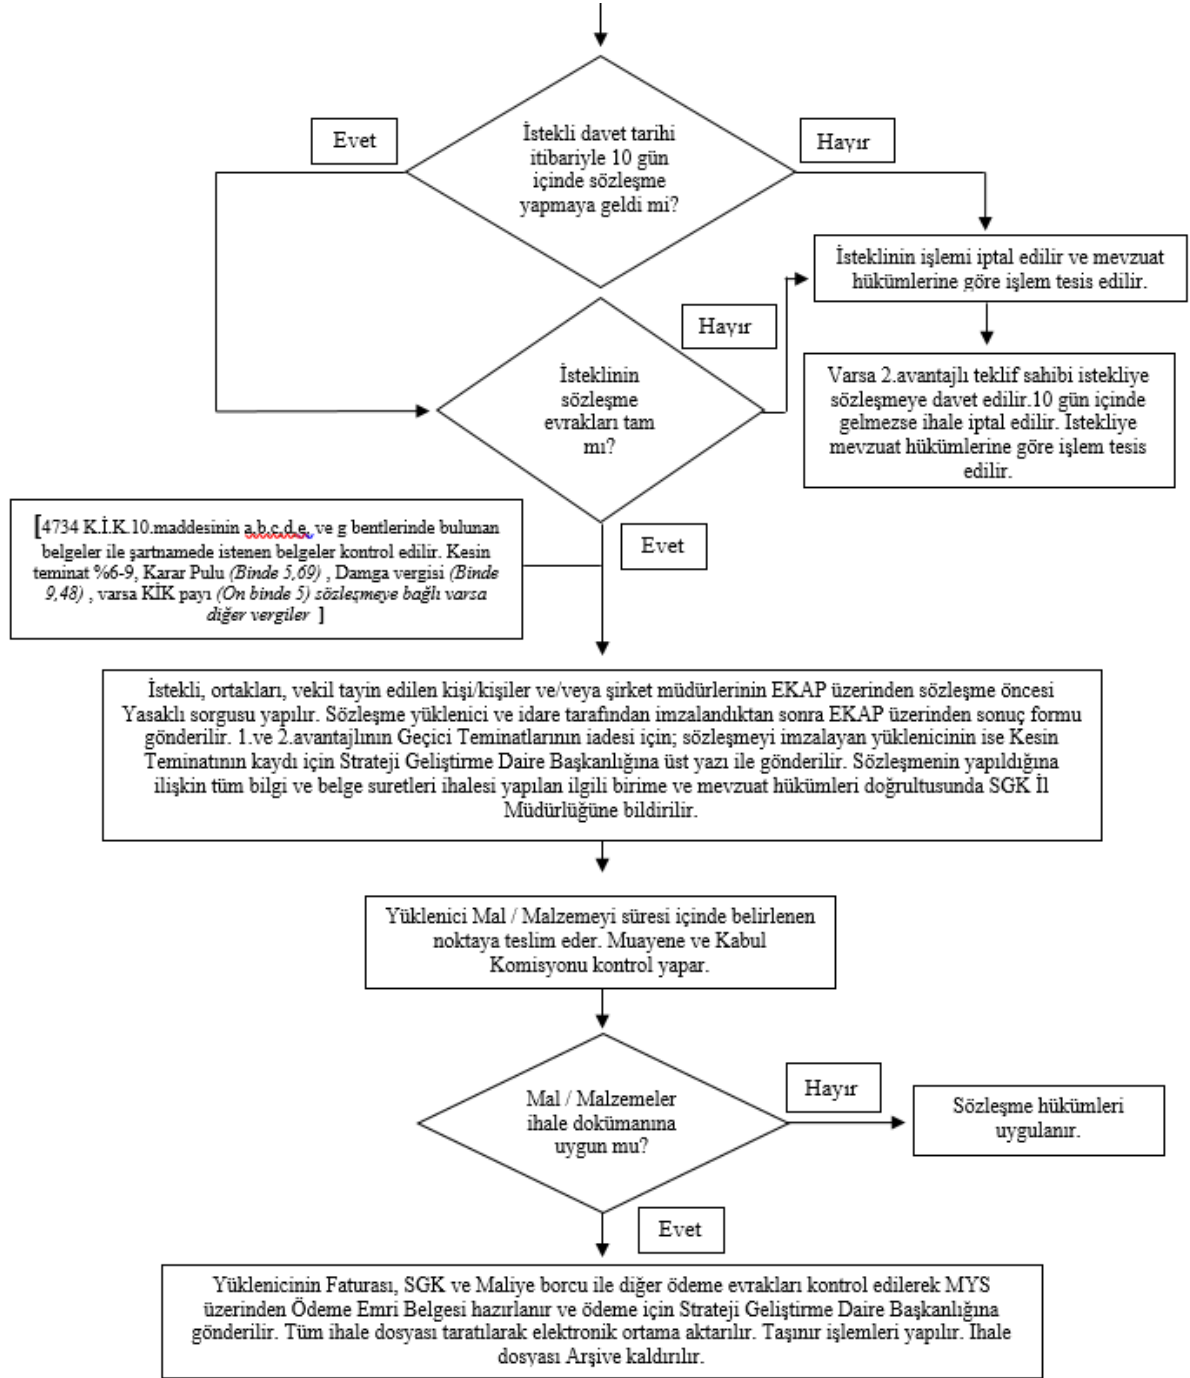 İstekli davet tarihi
itibariyle 10 gün
içinde sözleşme
yapmaya geldi mi?
Evet
Hayır
İsteklinin işlemi iptal edilir ve mevzuat
hükümlerine göre işlem tesis edilir.
Varsa 2.avantajlı teklif sahibi istekliye
sözleşmeye davet edilir.10 gün içinde
gelmezse ihale iptal edilir. Istekliye
mevzuat hükümlerine göre işlem tesis
edilir.
Hayır
İsteklinin
sözleşme
evrakları tam
mı?
Evet
[4734 K.İ.K.10.maddesinin a,b,c,d,e, ve g bentlerinde bulunan
belgeler ile şartnamede istenen belgeler kontrol edilir. Kesin
teminat %6-9, Karar Pulu (Binde 5,69) , Damga vergisi (Binde
9,48) , varsa KİK payı (On binde 5) sözleşmeye bağlı varsa
diğer vergiler ]
İstekli, ortakları, vekil tayin edilen kişi/kişiler ve/veya şirket müdürlerinin EKAP üzerinden sözleşme öncesi
Yasaklı sorgusu yapılır. Sözleşme yüklenici ve idare tarafından imzalandıktan sonra EKAP üzerinden sonuç formu
gönderilir. 1.ve 2.avantajlının Geçici Teminatlarının iadesi için; sözleşmeyi imzalayan yüklenicinin ise Kesin
Teminatının kaydı için Strateji Geliştirme Daire Başkanlığına üst yazı ile gönderilir. Sözleşmenin yapıldığına
ilişkin tüm bilgi ve belge suretleri ihalesi yapılan ilgili birime ve mevzuat hükümleri doğrultusunda SGK İl
Müdürlüğüne bildirilir.
Yüklenici Mal / Malzemeyi süresi içinde belirlenen
noktaya teslim eder. Muayene ve Kabul
Komisyonu kontrol yapar.
Mal / Malzemeler
ihale dokümanına
uygun mu?
Hayır
Sözleşme hükümleri
uygulanır.
Evet
Yüklenicinin Faturası, SGK ve Maliye borcu ile diğer ödeme evrakları kontrol edilerek MYS
üzerinden Ödeme Emri Belgesi hazırlanır ve ödeme için Strateji Geliştirme Daire Başkanlığına
gönderilir. Tüm ihale dosyası taratılarak elektronik ortama aktarılır. Taşınır işlemleri yapılır. Ihale
dosyası Arşive kaldırılır.